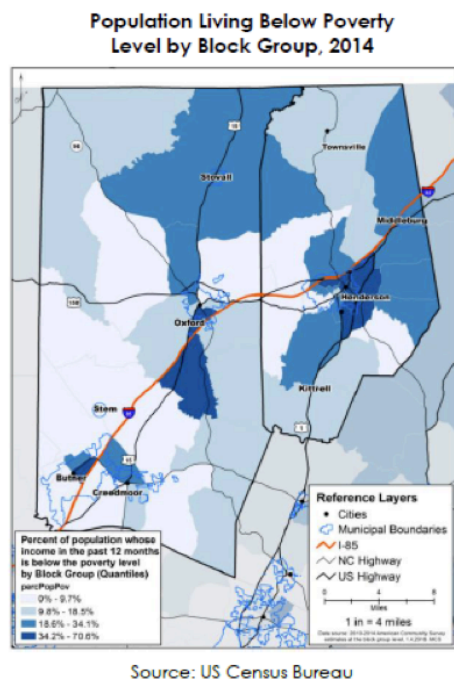 Population Living Below Poverty
Level by Block Group, 2014
Townsville
Stovall
Middleburg
Henderson
Oxford
Kittrell
Stem
Butner
Creedmoor
Reference Layers
Cities
Municipal Boundaries
I-85
NC Highway
US Highway
0 4 8
Miles
1 in = 4 miles
Percent of population whose
income in the past 12 months
is below the poverty level
by Block Group (Quantiles)
percPopPov
0% - 9.7%
9.8% - 18.5%
18.6% - 34.1%
34.2% - 70.6%
Source: US Census Bureau